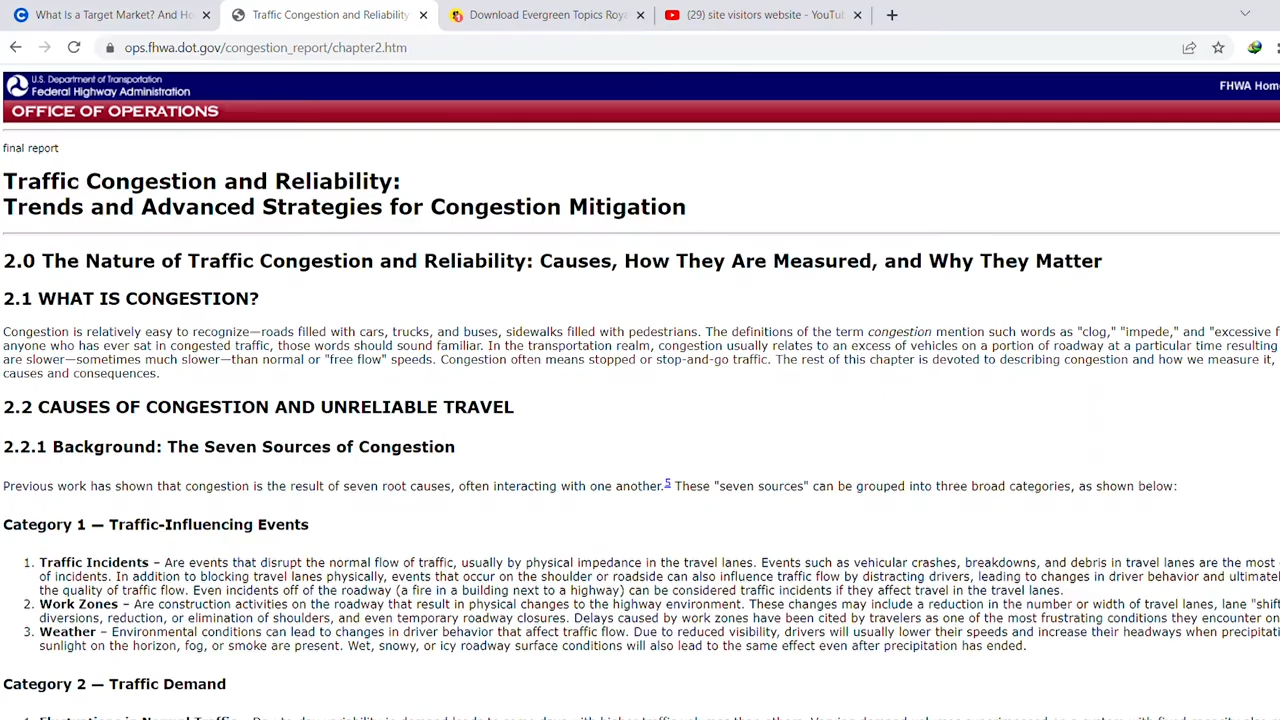 What Is a Target Market? And Ho
Traffic Congestion and Reliability
Download Evergreen Topics Roya
(29) site visitors website - YouTu
ops.fhwa.dot.gov/congestion_report/chapter2.htm
U.S. Department of Transportation
Federal Highway Administration
FHWA Hom
OFFICE OF OPERATIONS
final report
Traffic Congestion and Reliability:
Trends and Advanced Strategies for Congestion Mitigation
2.0 The Nature of Traffic Congestion and Reliability: Causes, How They Are Measured, and Why They Matter
2.1 WHAT IS CONGESTION?
Congestion is relatively easy to recognize—roads filled with cars, trucks, and buses, sidewalks filled with pedestrians. The definitions of the term congestion mention such words as "clog," "impede," and "excessive f
anyone who has ever sat in congested traffic, those words should sound familiar. In the transportation realm, congestion usually relates to an excess of vehicles on a portion of roadway at a particular time resulting
are slower—sometimes much slower—than normal or "free flow" speeds. Congestion often means stopped or stop-and-go traffic. The rest of this chapter is devoted to describing congestion and how we measure it,
causes and consequences.
2.2 CAUSES OF CONGESTION AND UNRELIABLE TRAVEL
2.2.1 Background: The Seven Sources of Congestion
Previous work has shown that congestion is the result of seven root causes, often interacting with one another.5 These "seven sources" can be grouped into three broad categories, as shown below:
Category 1 — Traffic-Influencing Events
1. Traffic Incidents – Are events that disrupt the normal flow of traffic, usually by physical impedance in the travel lanes. Events such as vehicular crashes, breakdowns, and debris in travel lanes are the most
of incidents. In addition to blocking travel lanes physically, events that occur on the shoulder or roadside can also influence traffic flow by distracting drivers, leading to changes in driver behavior and ultimate
the quality of traffic flow. Even incidents off of the roadway (a fire in a building next to a highway) can be considered traffic incidents if they affect travel in the travel lanes.
2. Work Zones – Are construction activities on the roadway that result in physical changes to the highway environment. These changes may include a reduction in the number or width of travel lanes, lane "shift
diversions, reduction, or elimination of shoulders, and even temporary roadway closures. Delays caused by work zones have been cited by travelers as one of the most frustrating conditions they encounter on
3. Weather – Environmental conditions can lead to changes in driver behavior that affect traffic flow. Due to reduced visibility, drivers will usually lower their speeds and increase their headways when precipitati
sunlight on the horizon, fog, or smoke are present. Wet, snowy, or icy roadway surface conditions will also lead to the same effect even after precipitation has ended.
Category 2 — Traffic Demand